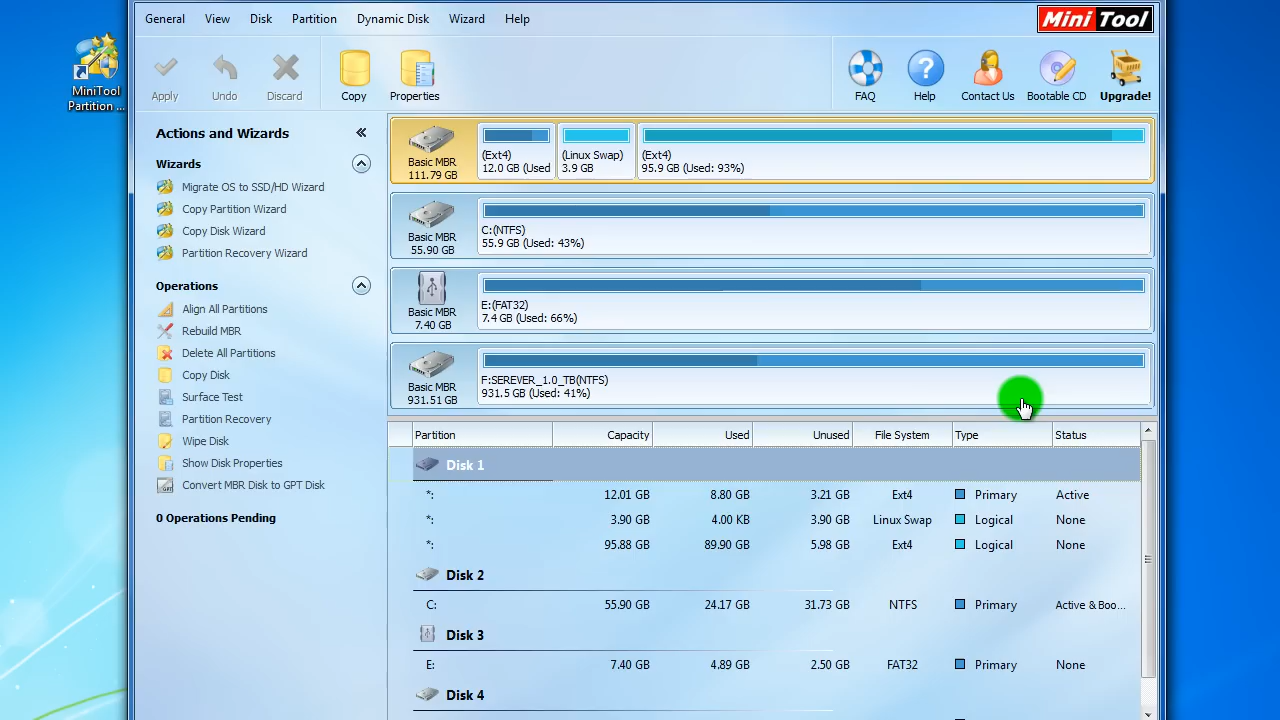 General View Disk Partition Dynamic Disk Wizard Help
Mini Tool
Apply Undo Discard Copy Properties FAQ Help Contact Us Bootable CD Upgrade!
MiniTool
Partition ...
Actions and Wizards
Wizards
Migrate OS to SSD/HD Wizard
Copy Partition Wizard
Copy Disk Wizard
Partition Recovery Wizard
Operations
Align All Partitions
Rebuild MBR
Delete All Partitions
Copy Disk
Surface Test
Partition Recovery
Wipe Disk
Show Disk Properties
Convert MBR Disk to GPT Disk
0 Operations Pending
Basic MBR
111.79 GB
(Ext4)
12.0 GB (Used
(Linux Swap)
3.9 GB
(Ext4)
95.9 GB (Used: 93%)
Basic MBR
55.90 GB
C:(NTFS)
55.9 GB (Used: 43%)
Basic MBR
7.40 GB
E:(FAT32)
7.4 GB (Used: 66%)
Basic MBR
931.51 GB
F:SEREVER_1.0_TB(NTFS)
931.5 GB (Used: 41%)
Partition Capacity Used Unused File System Type Status
Disk 1
*: 12.01 GB 8.80 GB 3.21 GB Ext4 Primary Active
*: 3.90 GB 4.00 KB 3.90 GB Linux Swap Logical None
*: 95.88 GB 89.90 GB 5.98 GB Ext4 Logical None
Disk 2
C: 55.90 GB 24.17 GB 31.73 GB NTFS Primary Active & Boo...
Disk 3
E: 7.40 GB 4.89 GB 2.50 GB FAT32 Primary None
Disk 4